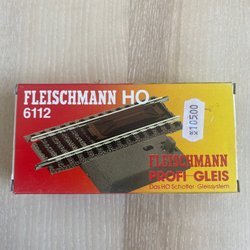 FLEISCHMANN HO
6112
×10500
FLEISCHMANN
PROFI GLEIS
Das HO Schotter-Gleissystem